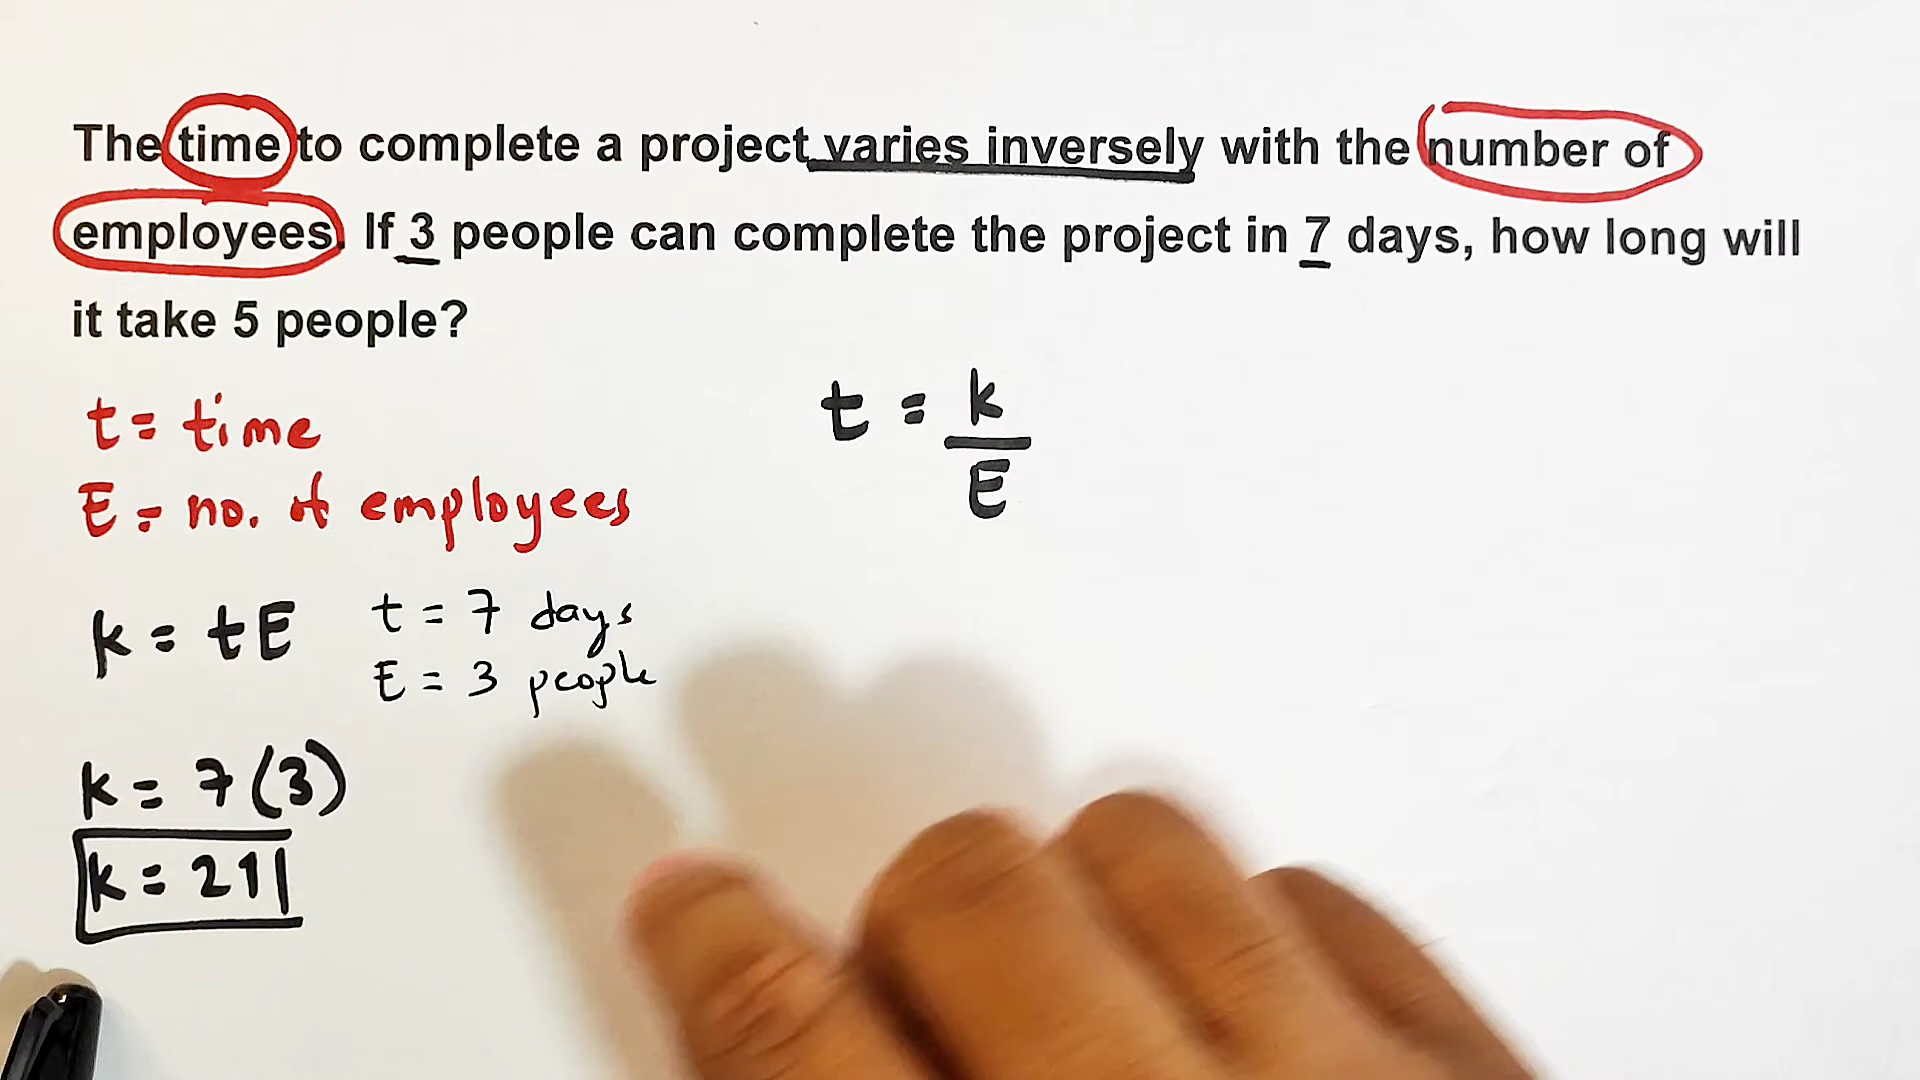 The time to complete a project varies inversely with the number of
employees. If 3 people can complete the project in 7 days, how long will
it take 5 people?
t = time
E = no. of employees
t = k
E
k = tE
t = 7 days
E = 3 people
k = 7(3)
k = 21